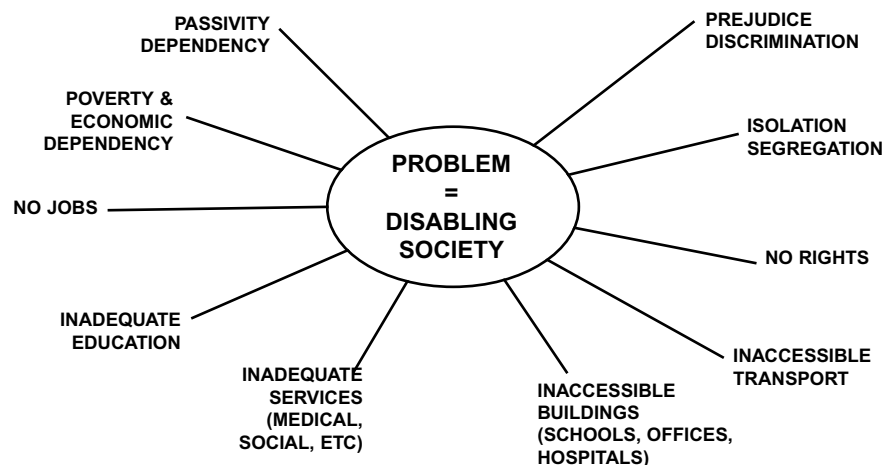 PASSIVITY
DEPENDENCY
PREJUDICE
DISCRIMINATION
POVERTY &
ECONOMIC
DEPENDENCY
ISOLATION
SEGREGATION
PROBLEM
=
DISABLING
SOCIETY
NO JOBS
NO RIGHTS
INADEQUATE
EDUCATION
INACCESSIBLE
TRANSPORT
INADEQUATE
SERVICES
(MEDICAL,
SOCIAL, ETC)
INACCESSIBLE
BUILDINGS
(SCHOOLS, OFFICES,
HOSPITALS)